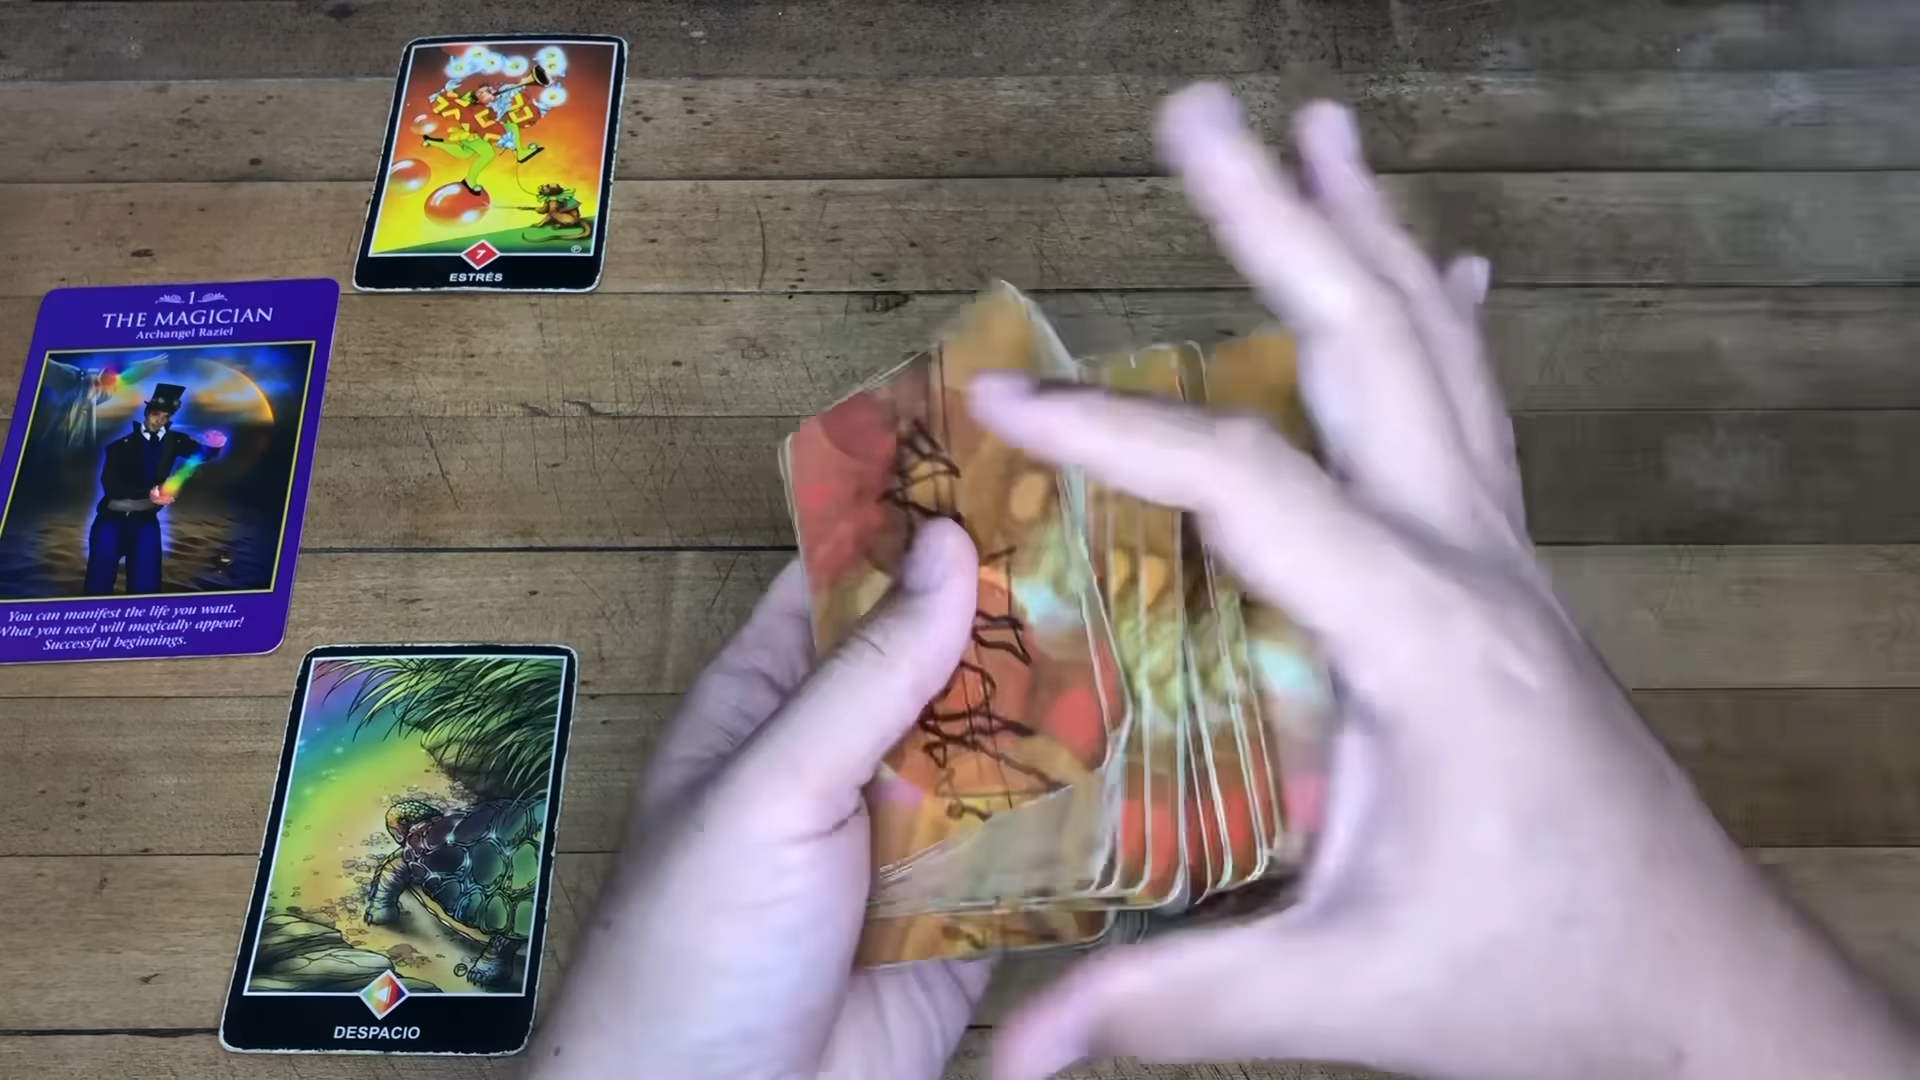 7
ESTRÉS
1
THE MAGICIAN
Archangel Raziel
You can manifest the life you want.
What you need will magically appear!
Successful beginnings.
DESPACIO